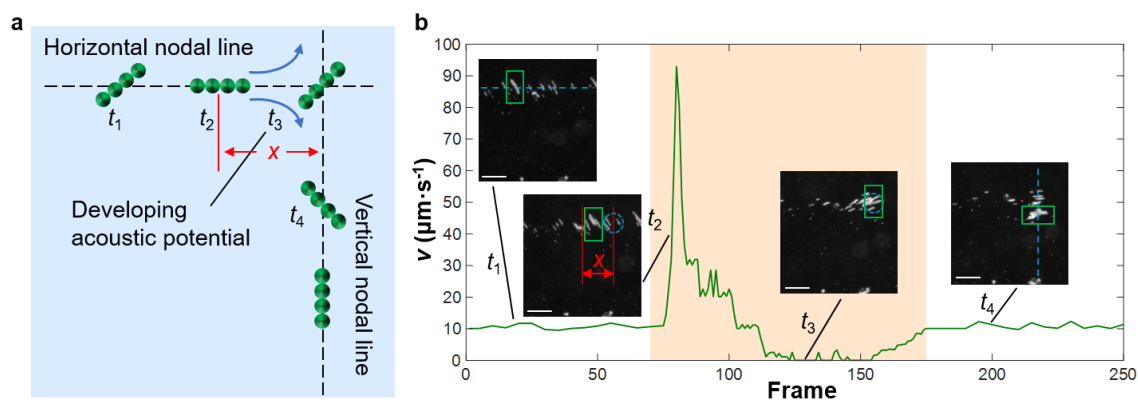 a
Horizontal nodal line
t1
t2
t3
x
t4
Developing
acoustic potential
Vertical nodal line
b
v (μm·s⁻¹)
100
90
80
70
60
50
40
30
20
10
0
t1
x
t2
t3
t4
0
50
100
150
200
250
Frame